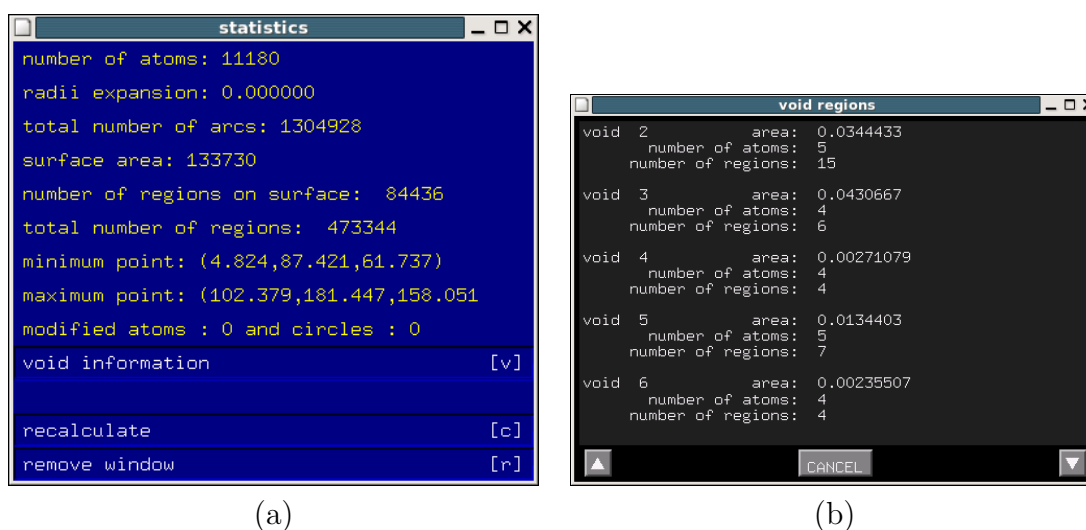 statistics
number of atoms: 11180
radii expansion: 0.000000
total number of arcs: 1304928
surface area: 133730
number of regions on surface: 84436
total number of regions: 473344
minimum point: (4.824,87.421,61.737)
maximum point: (102.379,181.447,158.051
modified atoms : 0 and circles : 0
void information [v]
recalculate [c]
remove window [r]
(a)
void regions
void 2 area: 0.0344433
number of atoms: 5
number of regions: 15
void 3 area: 0.0430667
number of atoms: 4
number of regions: 6
void 4 area: 0.00271079
number of atoms: 4
number of regions: 4
void 5 area: 0.0134403
number of atoms: 5
number of regions: 7
void 6 area: 0.00235507
number of atoms: 4
number of regions: 4
CANCEL
(b)